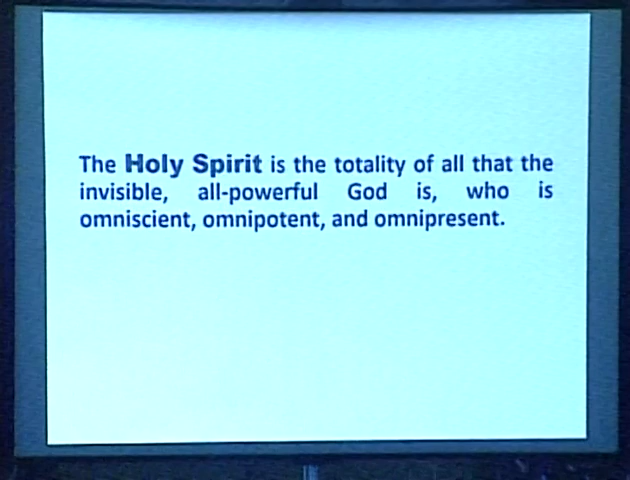 The Holy Spirit is the totality of all that the
invisible, all-powerful God is, who is
omniscient, omnipotent, and omnipresent.